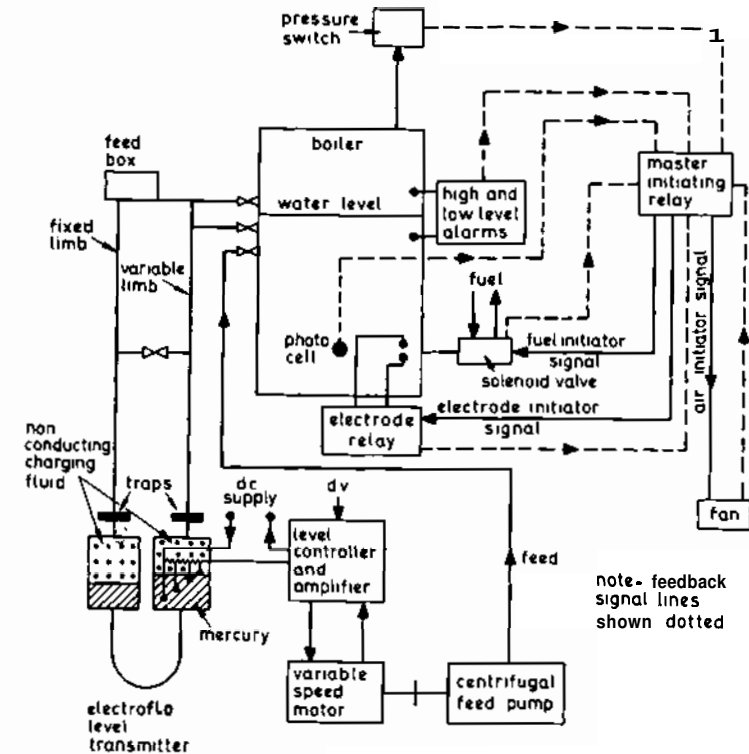 pressure
switch
1
feed
box
boiler
master
initiating
relay
water level
high and
low level
alarms
fixed
limb
variable
limb
fuel
air initiator signal
photo
cell
fuel initiator
signal
solenoid valve
electrode initiator
signal
electrode
relay
non
conducting
charging
fluid
traps
dc
supply
dv
fan
level
controller
and
amplifier
feed
note- feedback
signal lines
shown dotted
mercury
variable
speed
motor
centrifugal
feed pump
electroflo
level
transmitter